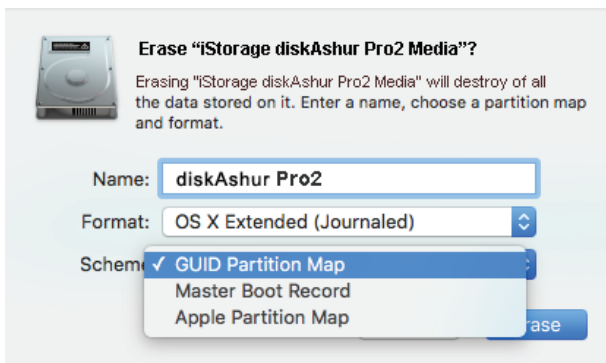 Erase “iStorage diskAshur Pro2 Media”?
Erasing "iStorage diskAshur Pro2 Media" will destroy of all
the data stored on it. Enter a name, choose a partition map
and format.
Name: diskAshur Pro2
Format: OS X Extended (Journaled)
Scheme ✓ GUID Partition Map
Master Boot Record
Apple Partition Map
rase